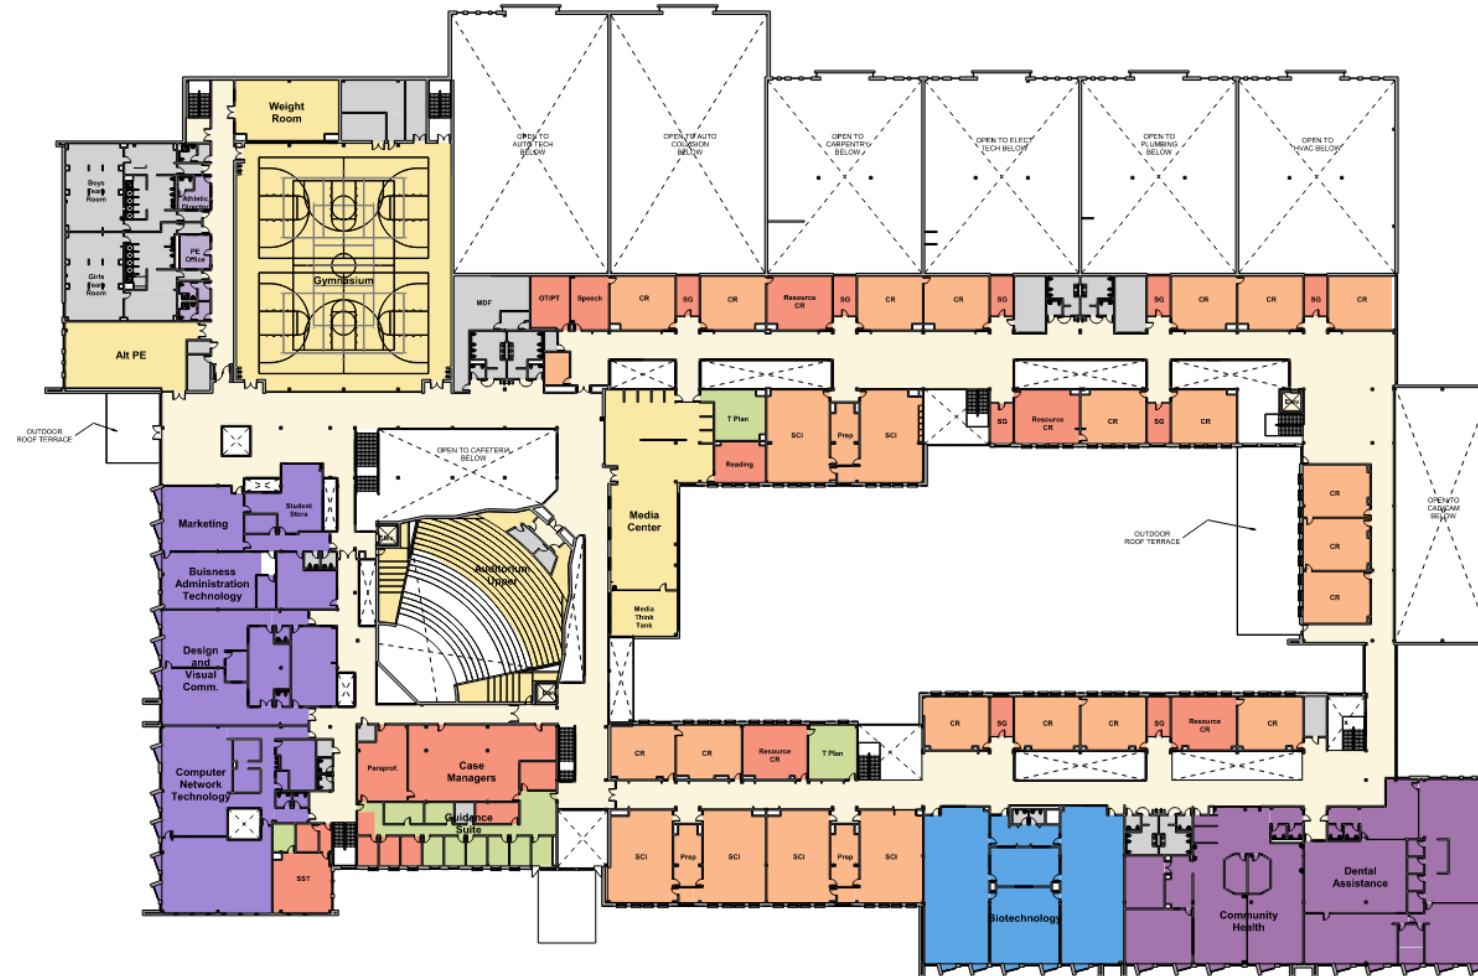 Weight
Room
OPEN TO
AUTO TECH
BELOW
OPEN TO AUTO
COLLISION
BELOW
OPEN TO
CARPENTRY
BELOW
OPEN TO ELECT
TECH BELOW
OPEN TO
PLUMBING
BELOW
OPEN TO
HVAC BELOW
Boys
Team
Room
Athletic
Director
PE
Office
Girls
Team
Room
Gymnasium
Alt PE
MDF
OT/PT
Speech
CR
SG
CR
Resource
CR
SG
CR
CR
SG
SG
CR
CR
SG
CR
OUTDOOR
ROOF TERRACE
OPEN TO CAFETERIA
BELOW
T Plan
Reading
SCI
Prep
SCI
SG
Resource
CR
CR
SG
CR
Elev
Media
Center
Media
Think
Tank
OUTDOOR
ROOF TERRACE
CR
CR
CR
OPEN TO
CAD/CAM
BELOW
Marketing
Student
Store
Buisness
Administration
Technology
Design
and
Visual
Comm.
Computer
Network
Technology
Elev
Auditorium
Upper
Elev
Paraprof.
Case
Managers
Guidance
Suite
SST
CR
CR
Resource
CR
T Plan
CR
SG
CR
CR
SG
Resource
CR
CR
SCI
Prep
SCI
SCI
Prep
SCI
Biotechnology
Community
Health
Dental
Assistance